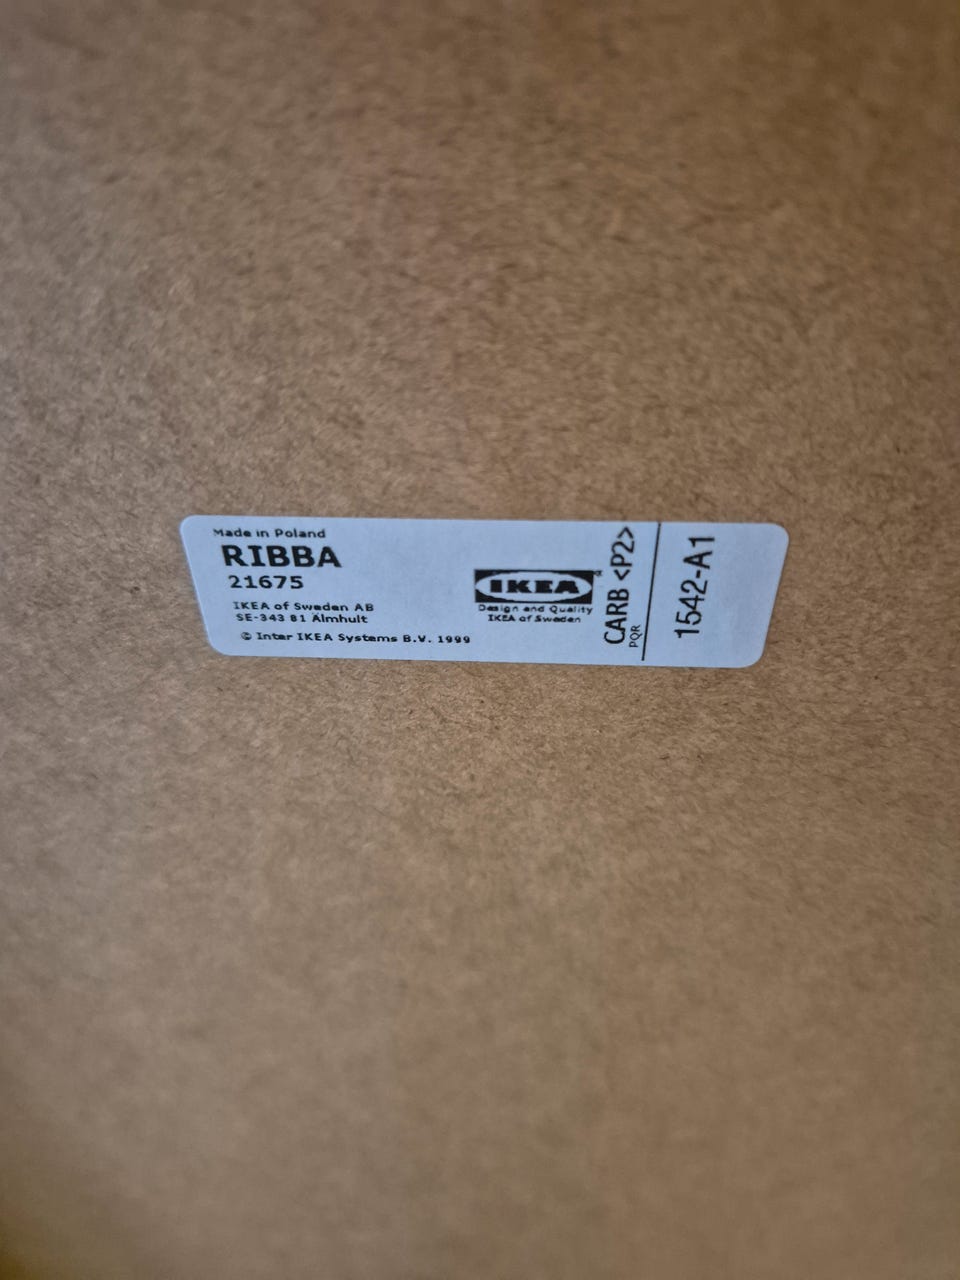 Made in Poland
RIBBA
21675
IKEA of Sweden AB
SE-343 81 Älmhult
© Inter IKEA Systems B.V. 1999
IKEA
Design and Quality
IKEA of Sweden
CARB <P2>
PQR
1542-A1